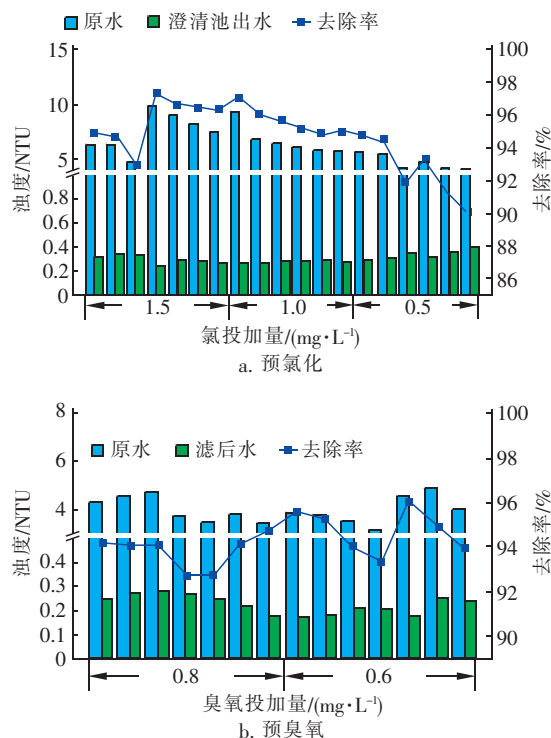 原水 澄清池出水 去除率
15
10
5
0.8
0.6
0.4
0.2
0
浊度/NTU
100
98
96
94
92
90
88
86
去除率/%
1.5 1.0 0.5
氯投加量/(mg·L⁻¹)
a. 预氯化
8
6
4
0.4
0.3
0.2
0.1
0
浊度/NTU
原水 滤后水 去除率
100
98
96
94
92
90
去除率/%
0.8 0.6
臭氧投加量/(mg·L⁻¹)
b. 预臭氧